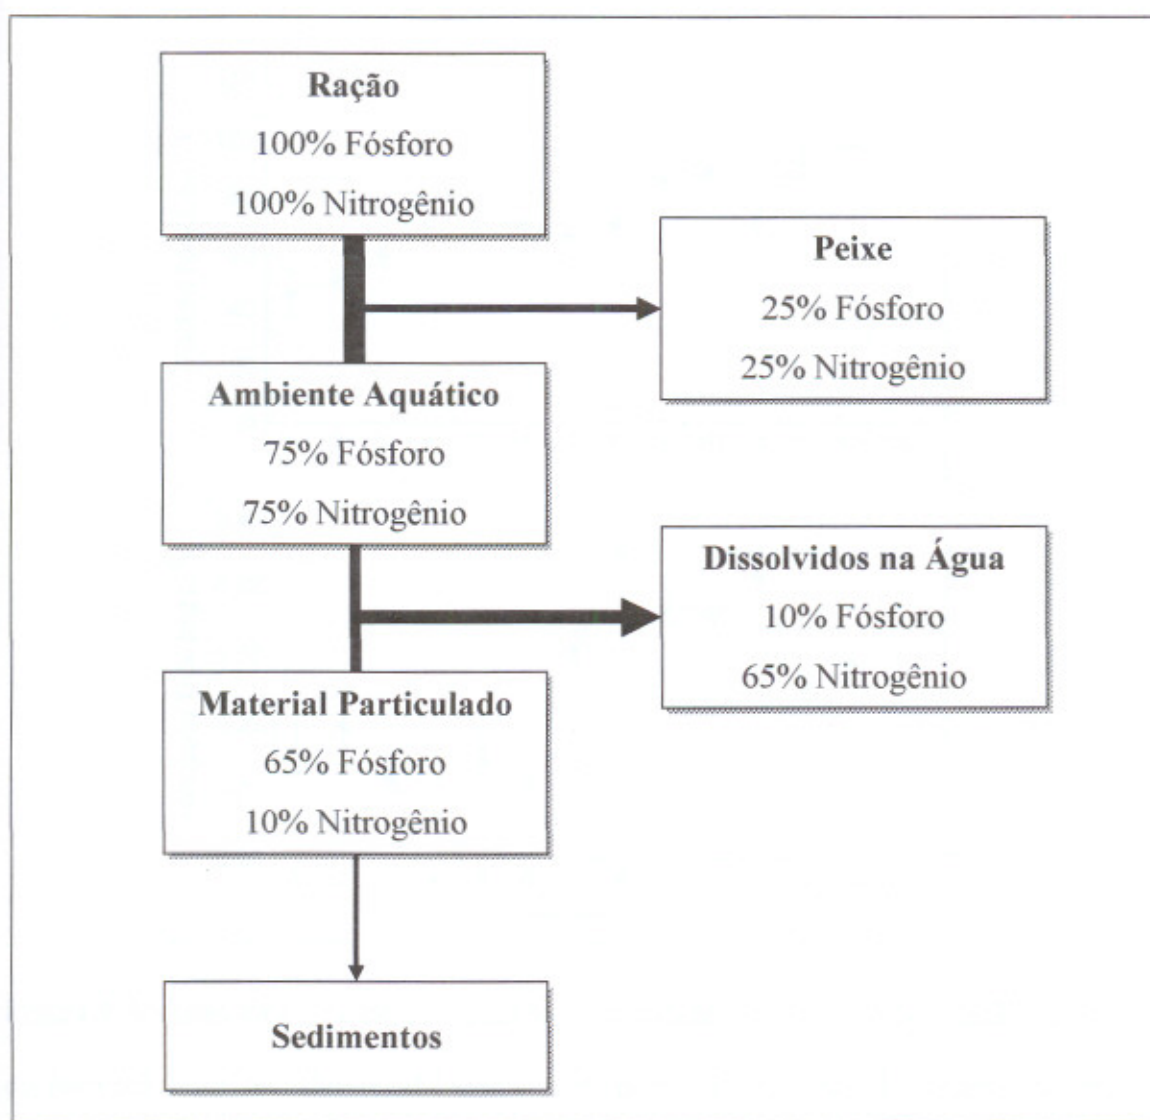 Ração
100% Fósforo
100% Nitrogênio
Peixe
25% Fósforo
25% Nitrogênio
Ambiente Aquático
75% Fósforo
75% Nitrogênio
Dissolvidos na Água
10% Fósforo
65% Nitrogênio
Material Particulado
65% Fósforo
10% Nitrogênio
Sedimentos